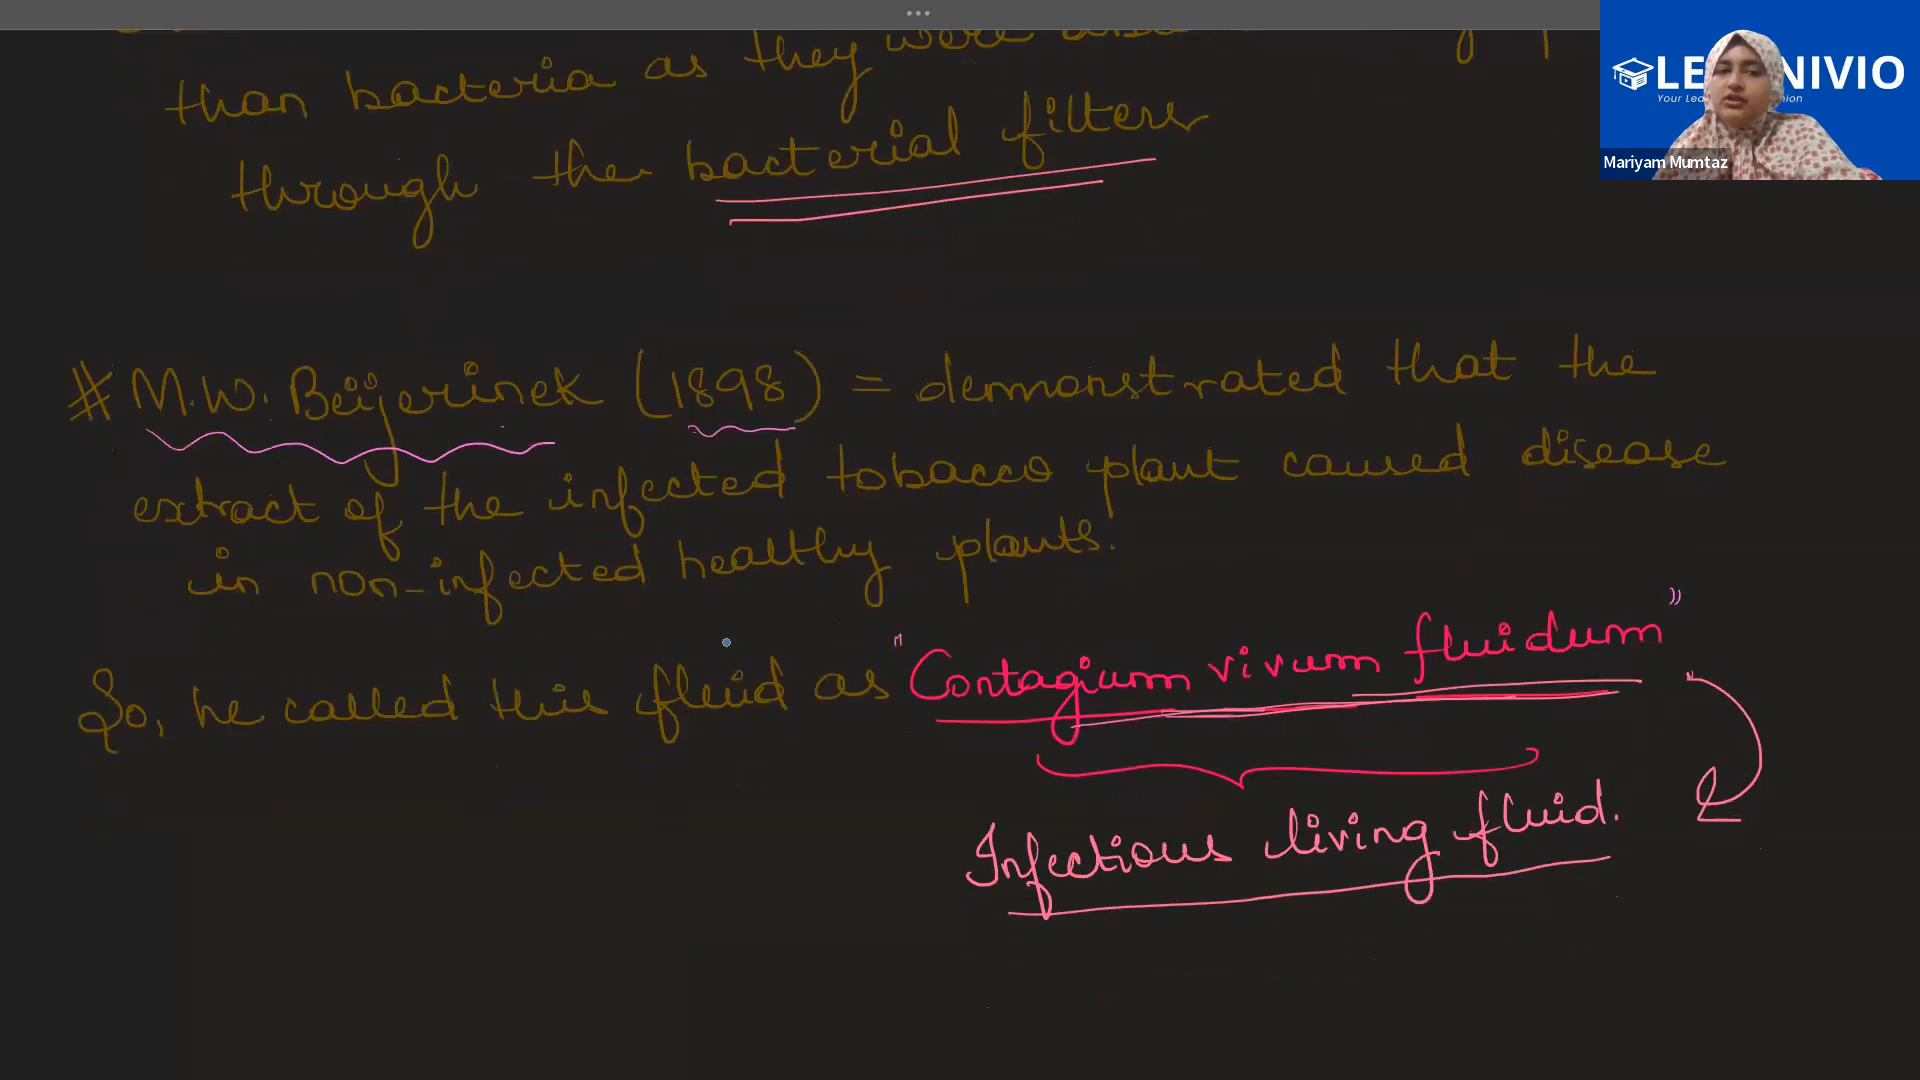 than bacteria as they were
through the bacterial filters
# M.W. Beijerinek (1898) = demonstrated that the
extract of the infected tobacco plant caused disease
in non-infected healthy plants.
So, he called this fluid as "Contagium vivum fluidum"
Infectious living fluid.
NIVIO
Mariyam Mumtaz